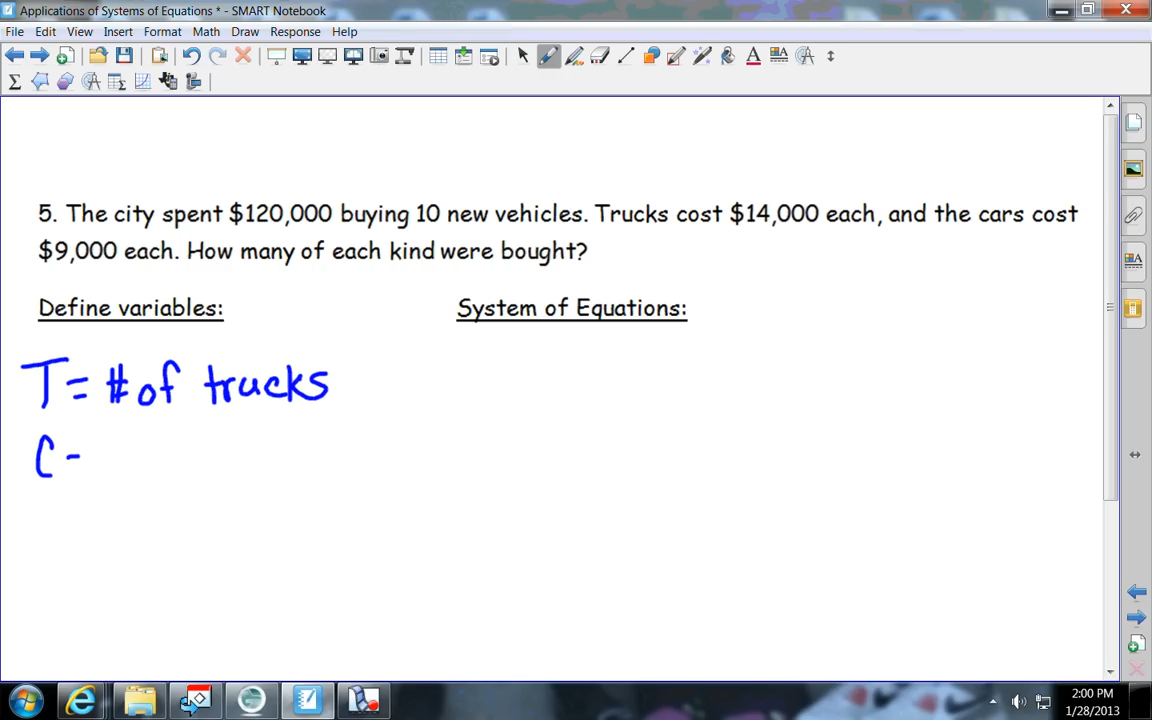 Applications of Systems of Equations * - SMART Notebook
File Edit View Insert Format Math Draw Response Help
5. The city spent $120,000 buying 10 new vehicles. Trucks cost $14,000 each, and the cars cost
$9,000 each. How many of each kind were bought?
Define variables: System of Equations:
T = # of trucks
C -
2:00 PM
1/28/2013